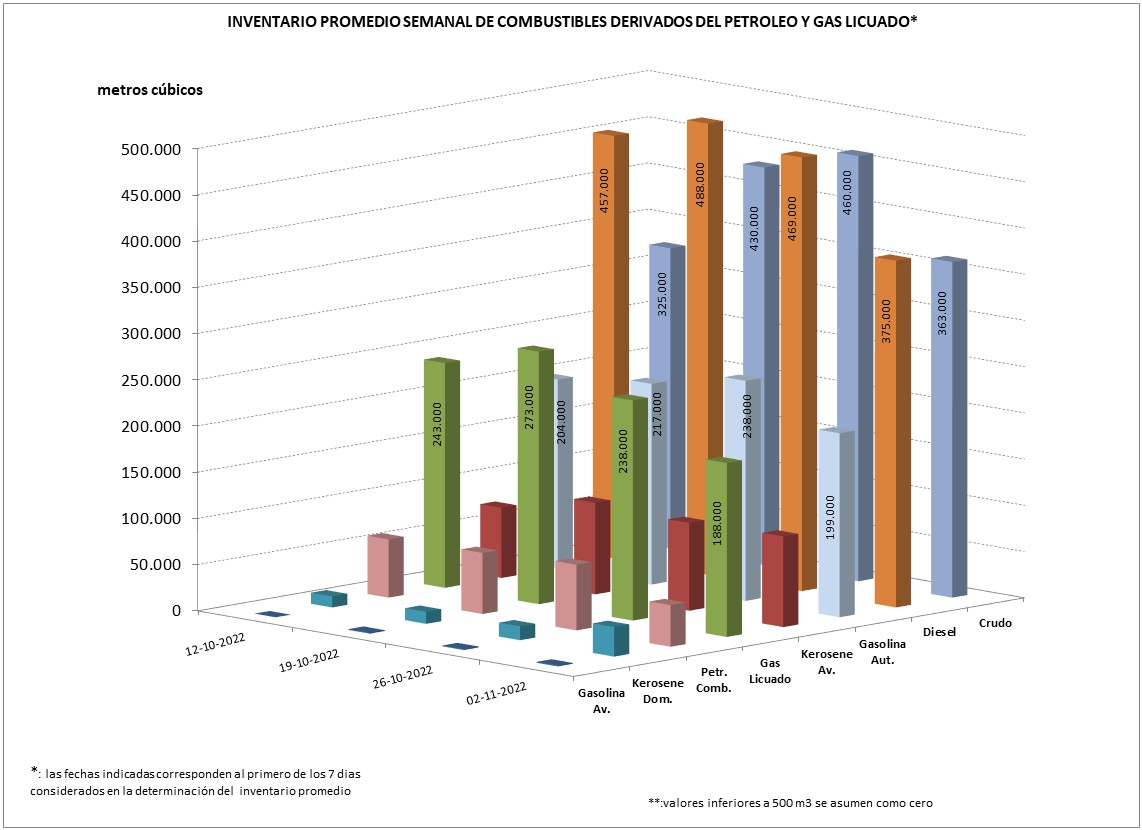 INVENTARIO PROMEDIO SEMANAL DE COMBUSTIBLES DERIVADOS DEL PETROLEO Y GAS LICUADO*
metros cúbicos
500.000
450.000
400.000
350.000
300.000
250.000
200.000
150.000
100.000
50.000
0
457.000
488.000
469.000
375.000
325.000
430.000
460.000
363.000
204.000
217.000
238.000
199.000
243.000
273.000
238.000
188.000
12-10-2022
19-10-2022
26-10-2022
02-11-2022
Gasolina
Av.
Kerosene
Dom.
Petr.
Comb.
Gas
Licuado
Kerosene
Av.
Gasolina
Aut.
Diesel
Crudo
*: las fechas indicadas corresponden al primero de los 7 dias
considerados en la determinación del inventario promedio
**:valores inferiores a 500 m3 se asumen como cero